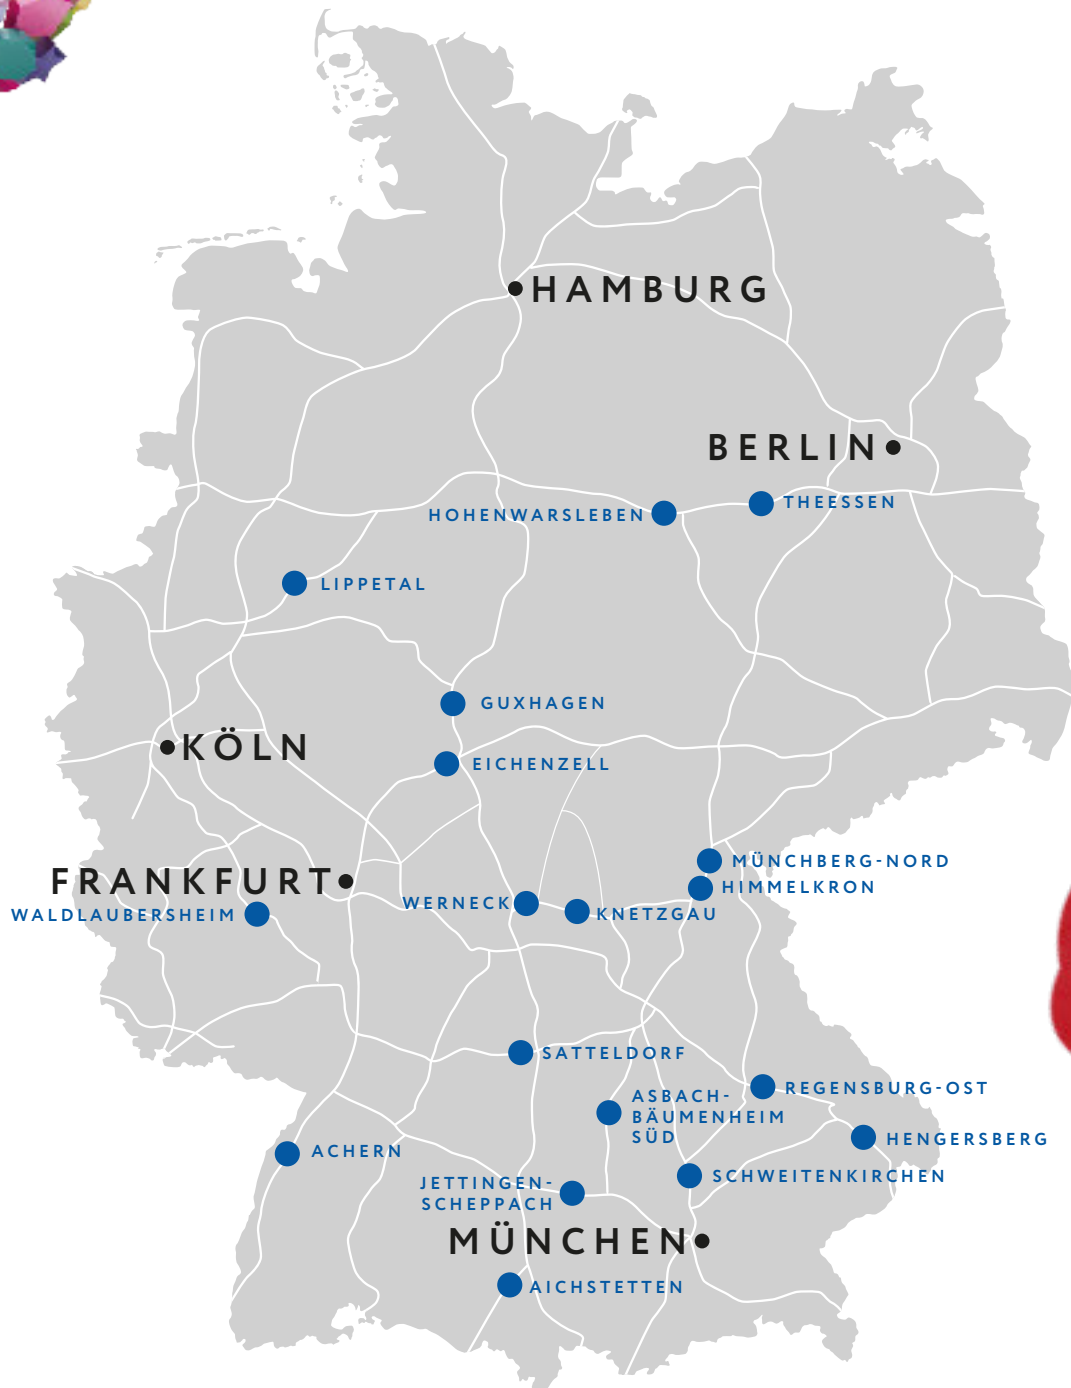 HAMBURG
BERLIN
THEESSEN
HOHENWARSLEBEN
LIPPETAL
GUXHAGEN
KÖLN
EICHENZELL
MÜNCHBERG-NORD
FRANKFURT
HIMMELKRON
WERNECK
KNETZGAU
WALDLAUBERSHEIM
SATTELDORF
REGENSBURG-OST
ASBACH-
BÄUMENHEIM
SÜD
HENGERSBERG
ACHERN
SCHWEITENKIRCHEN
JETTINGEN-
SCHEPPACH
MÜNCHEN
AICHSTETTEN